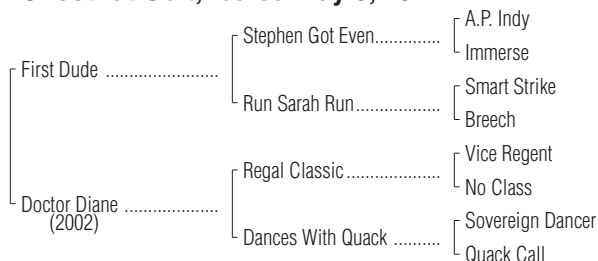 Stephen Got Even.............. A.P. Indy
Immerse
First Dude ........................
Run Sarah Run.................. Smart Strike
Breech
Regal Classic.................... Vice Regent
No Class
Doctor Diane ....................
(2002)
Dances With Quack .......... Sovereign Dancer
Quack Call